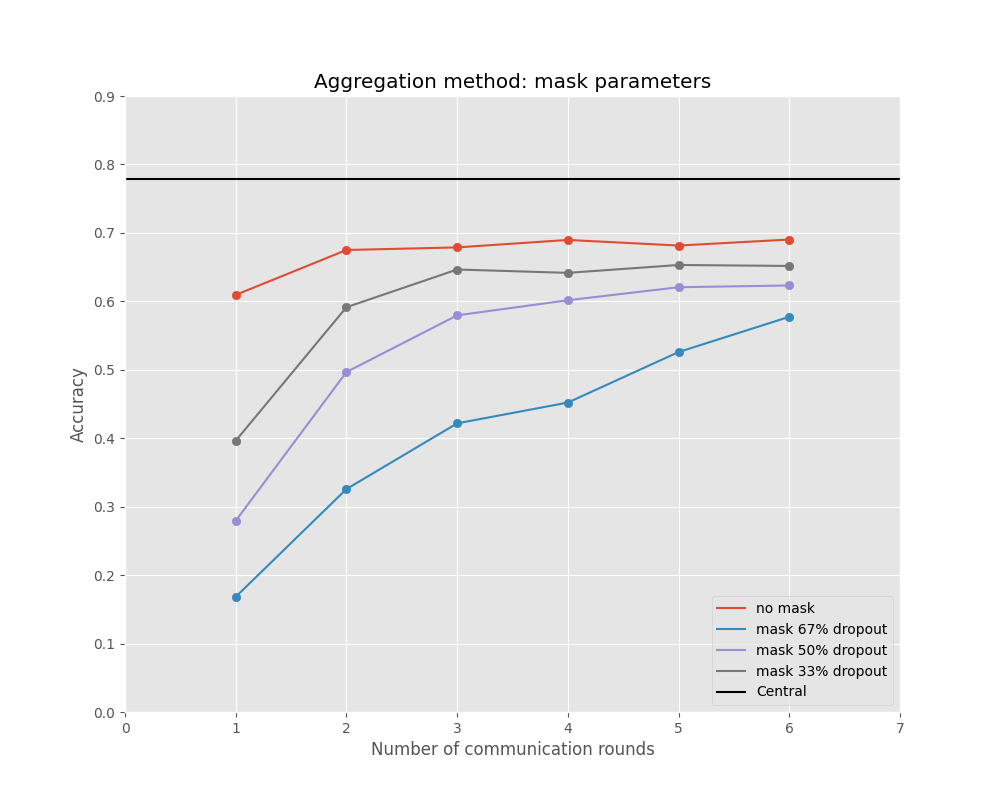 Aggregation method: mask parameters
0.9
0.8
0.7
0.6
0.5
0.4
0.3
0.2
0.1
0.0
Accuracy
no mask
mask 67% dropout
mask 50% dropout
mask 33% dropout
Central
0 1 2 3 4 5 6 7
Number of communication rounds